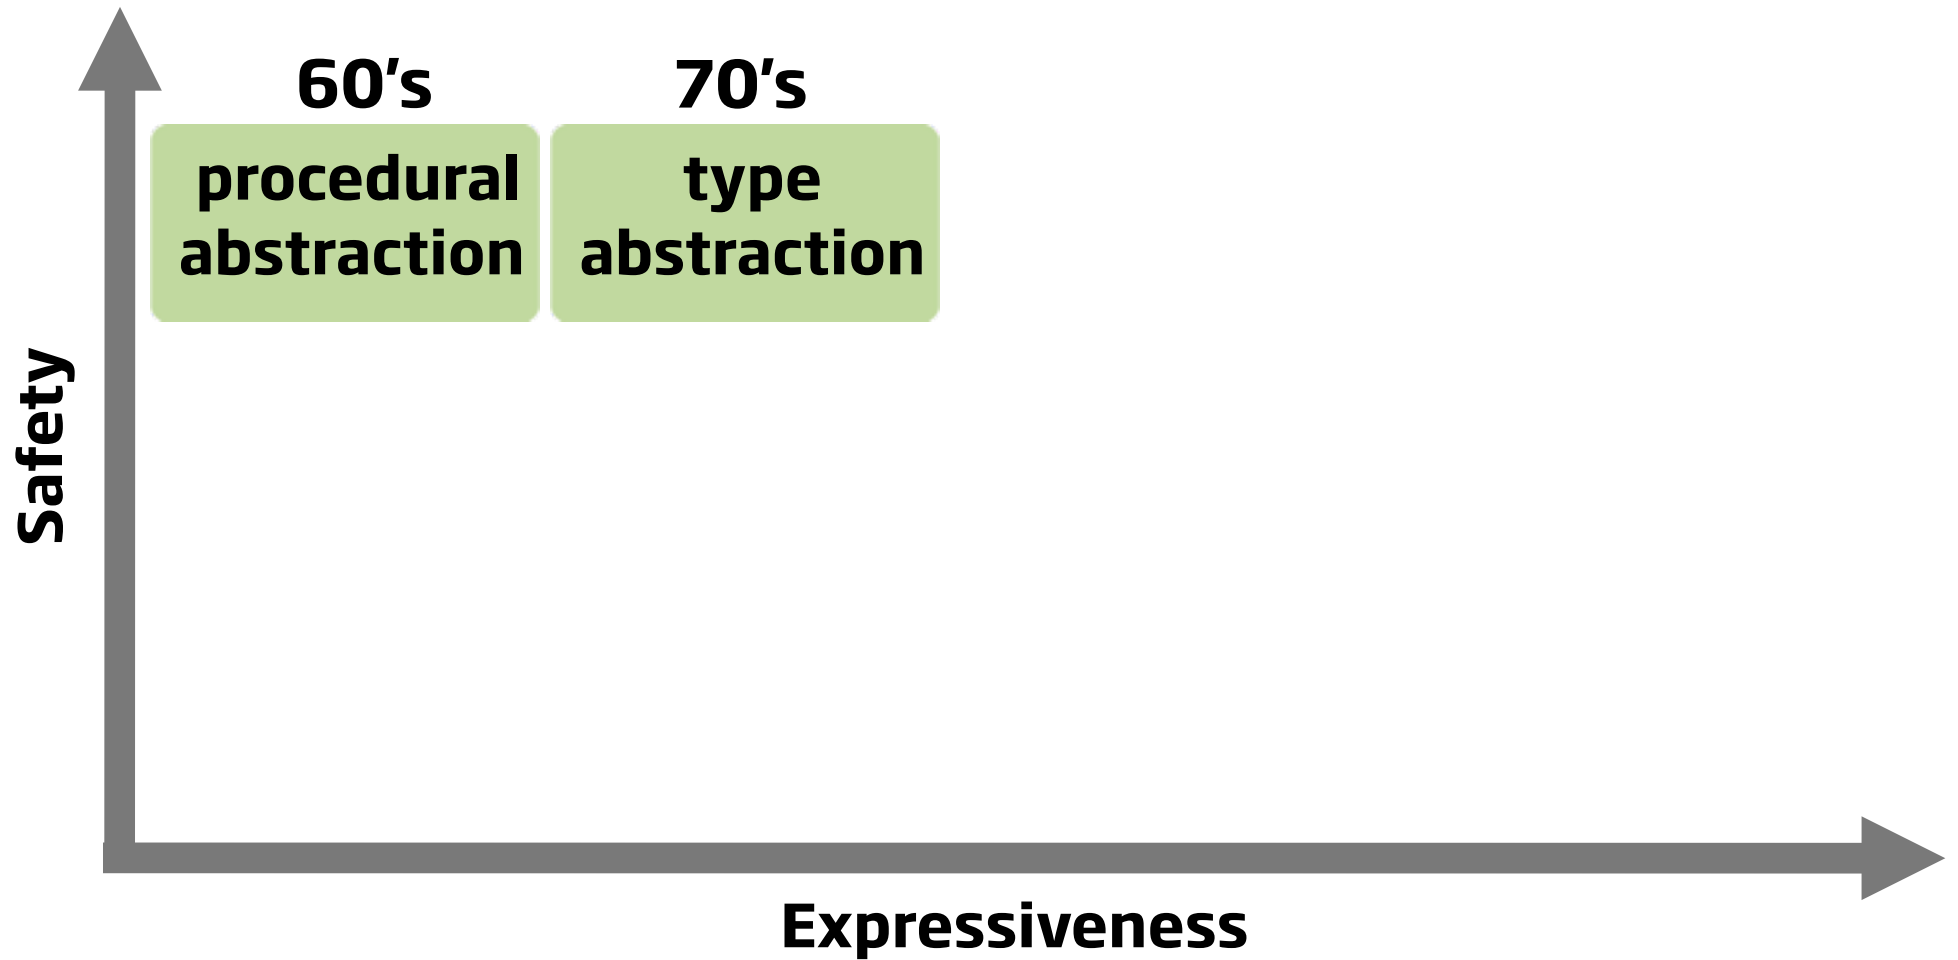 60's
70's
procedural
abstraction
type
abstraction
Safety
Expressiveness